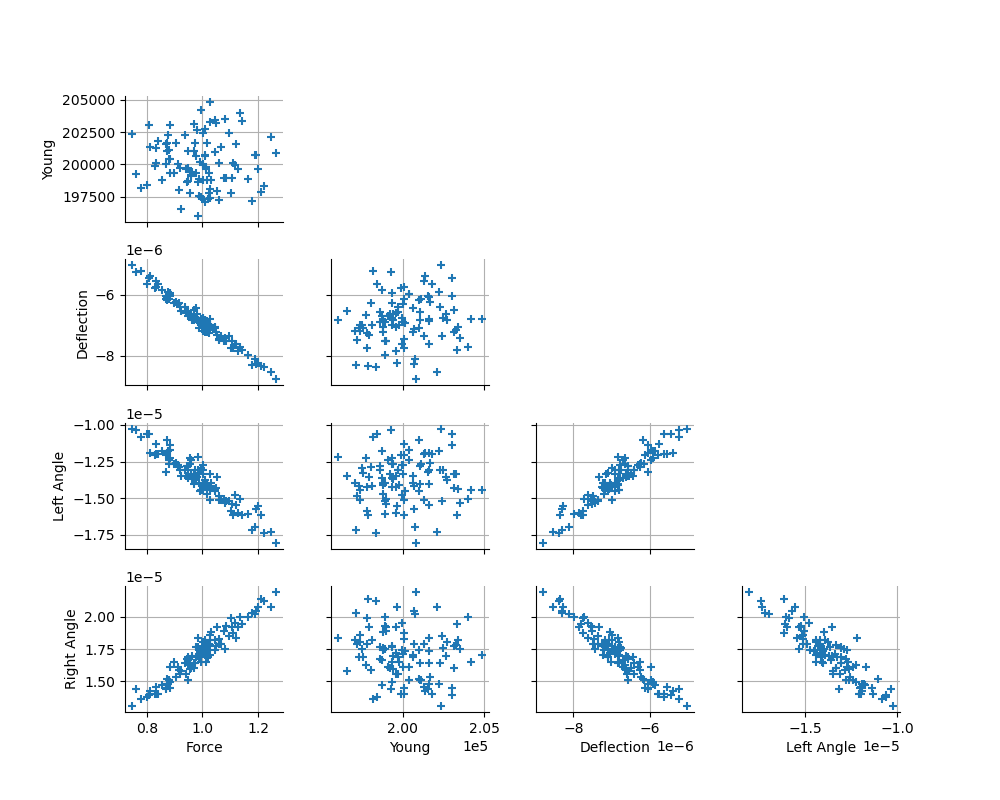 205000
202500
200000
197500
Young
1e−6
−6
−8
Deflection
1e−5
−1.00
−1.25
−1.50
−1.75
Left Angle
1e−5
2.00
1.75
1.50
Right Angle
0.8 1.0 1.2
Force
2.00 2.05
Young 1e5
−8 −6
Deflection 1e−6
−1.5 −1.0
Left Angle 1e−5